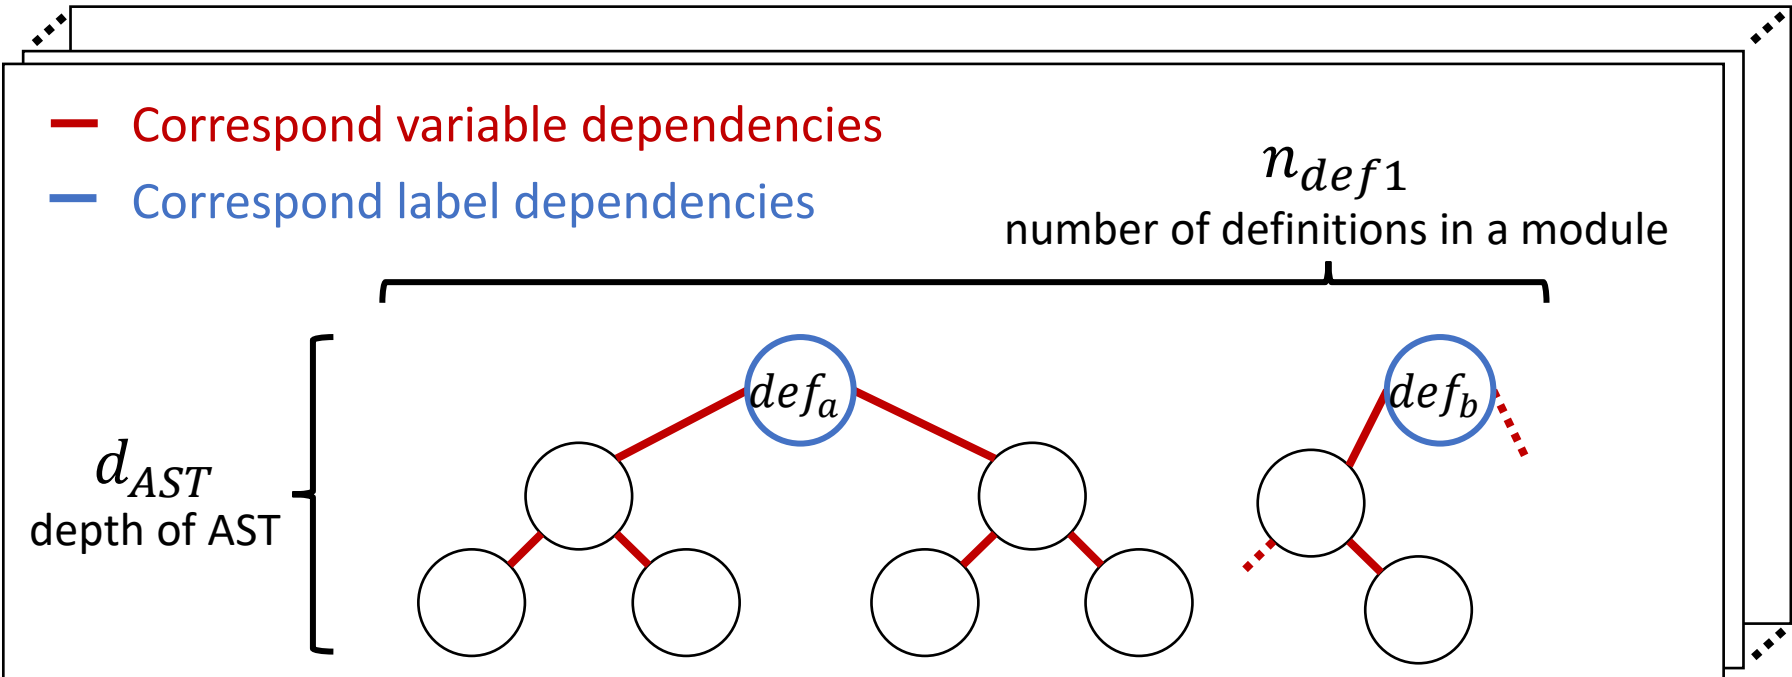 Correspond variable dependencies
Correspond label dependencies
n_{def1}
number of definitions in a module
def_a
def_b
d_{AST}
depth of AST